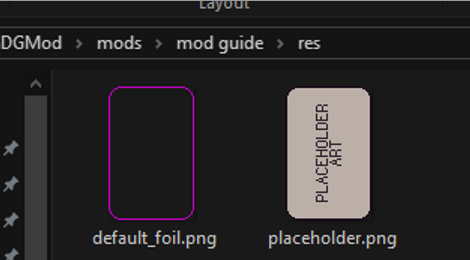 Layout
DGMod > mods > mod guide > res
PLACEHOLDER
ART
default_foil.png
placeholder.png